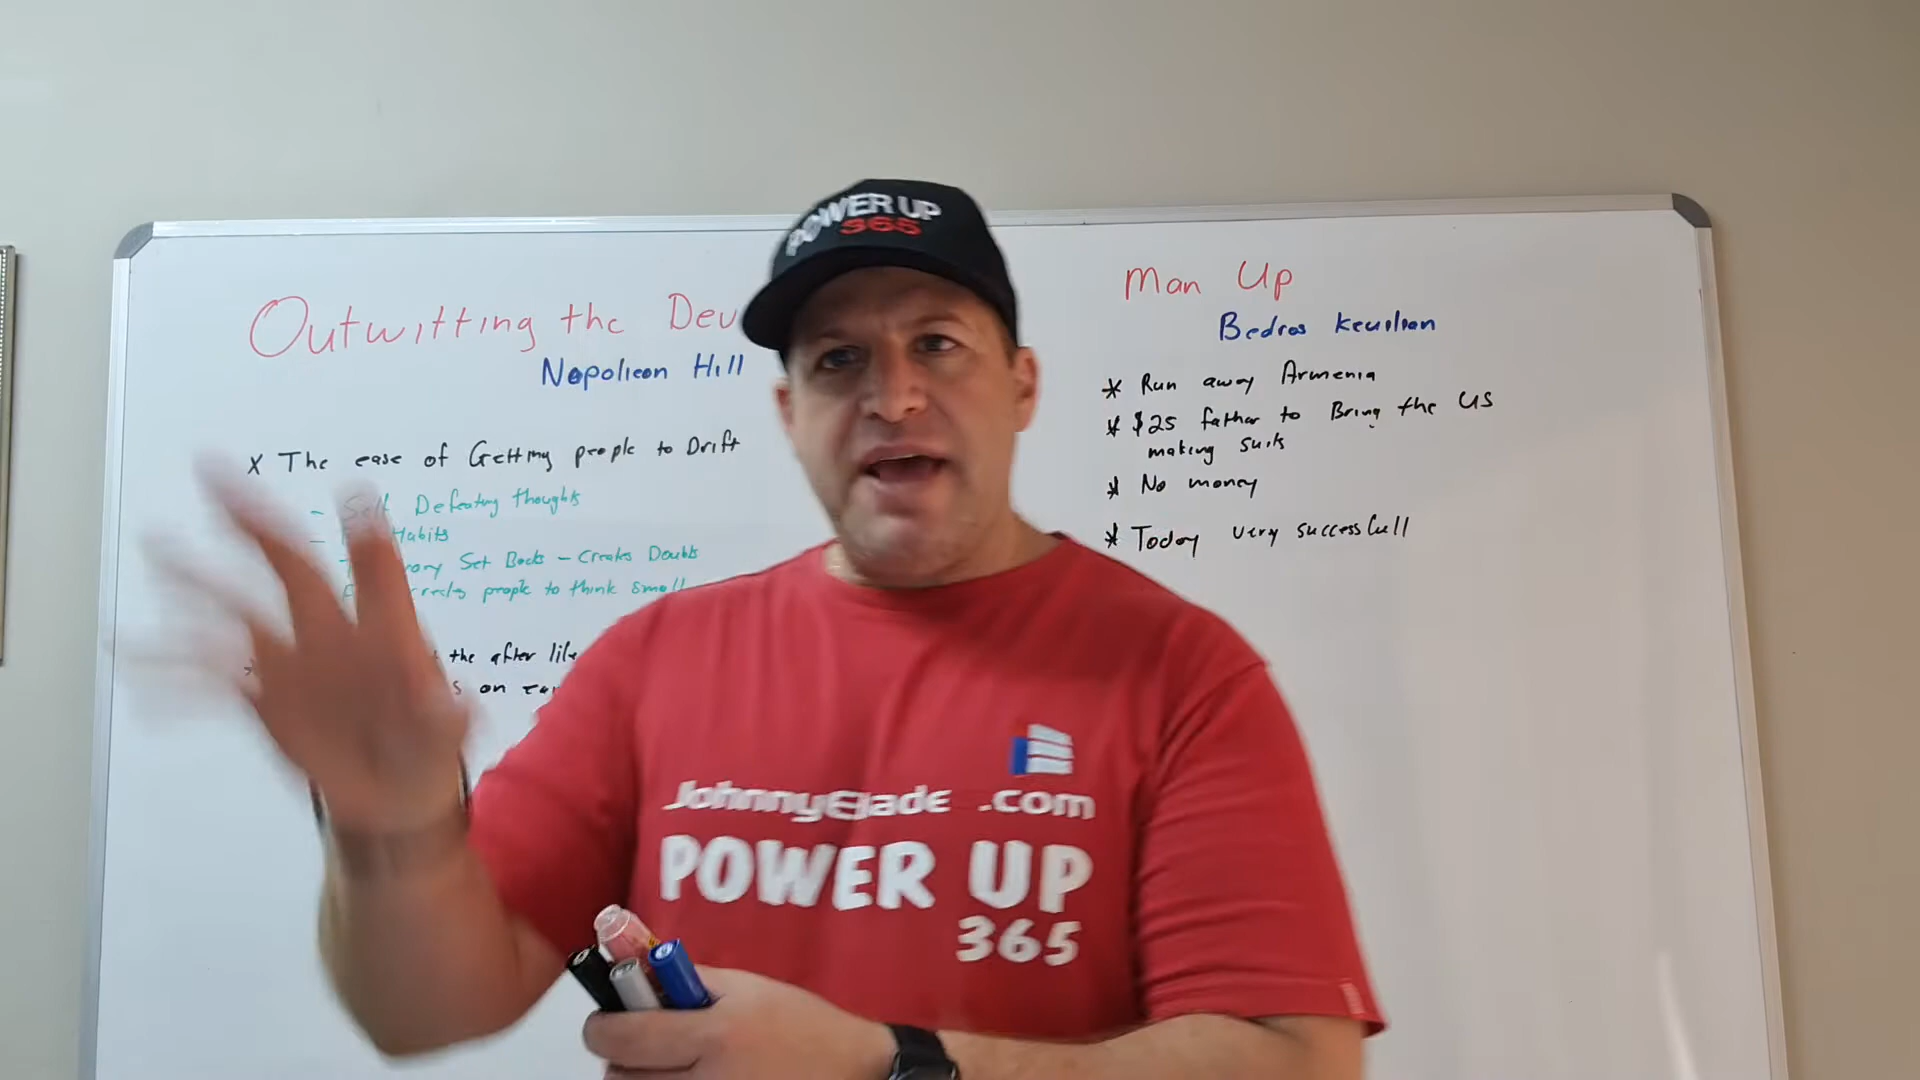 POWER UP
365
Outwitting the Dev
Napoleon Hill
X The ease of Getting people to Drift
- Self Defeating thoughts
- Habits
Set Backs - Creates Doubts
people to think small
the after life
on
Man Up
Bedros Keuilian
* Run away Armenia
* $25 father to Bring the US
making suits
* No money
* Today very successfull
JohnnyElade .com
POWER UP
365